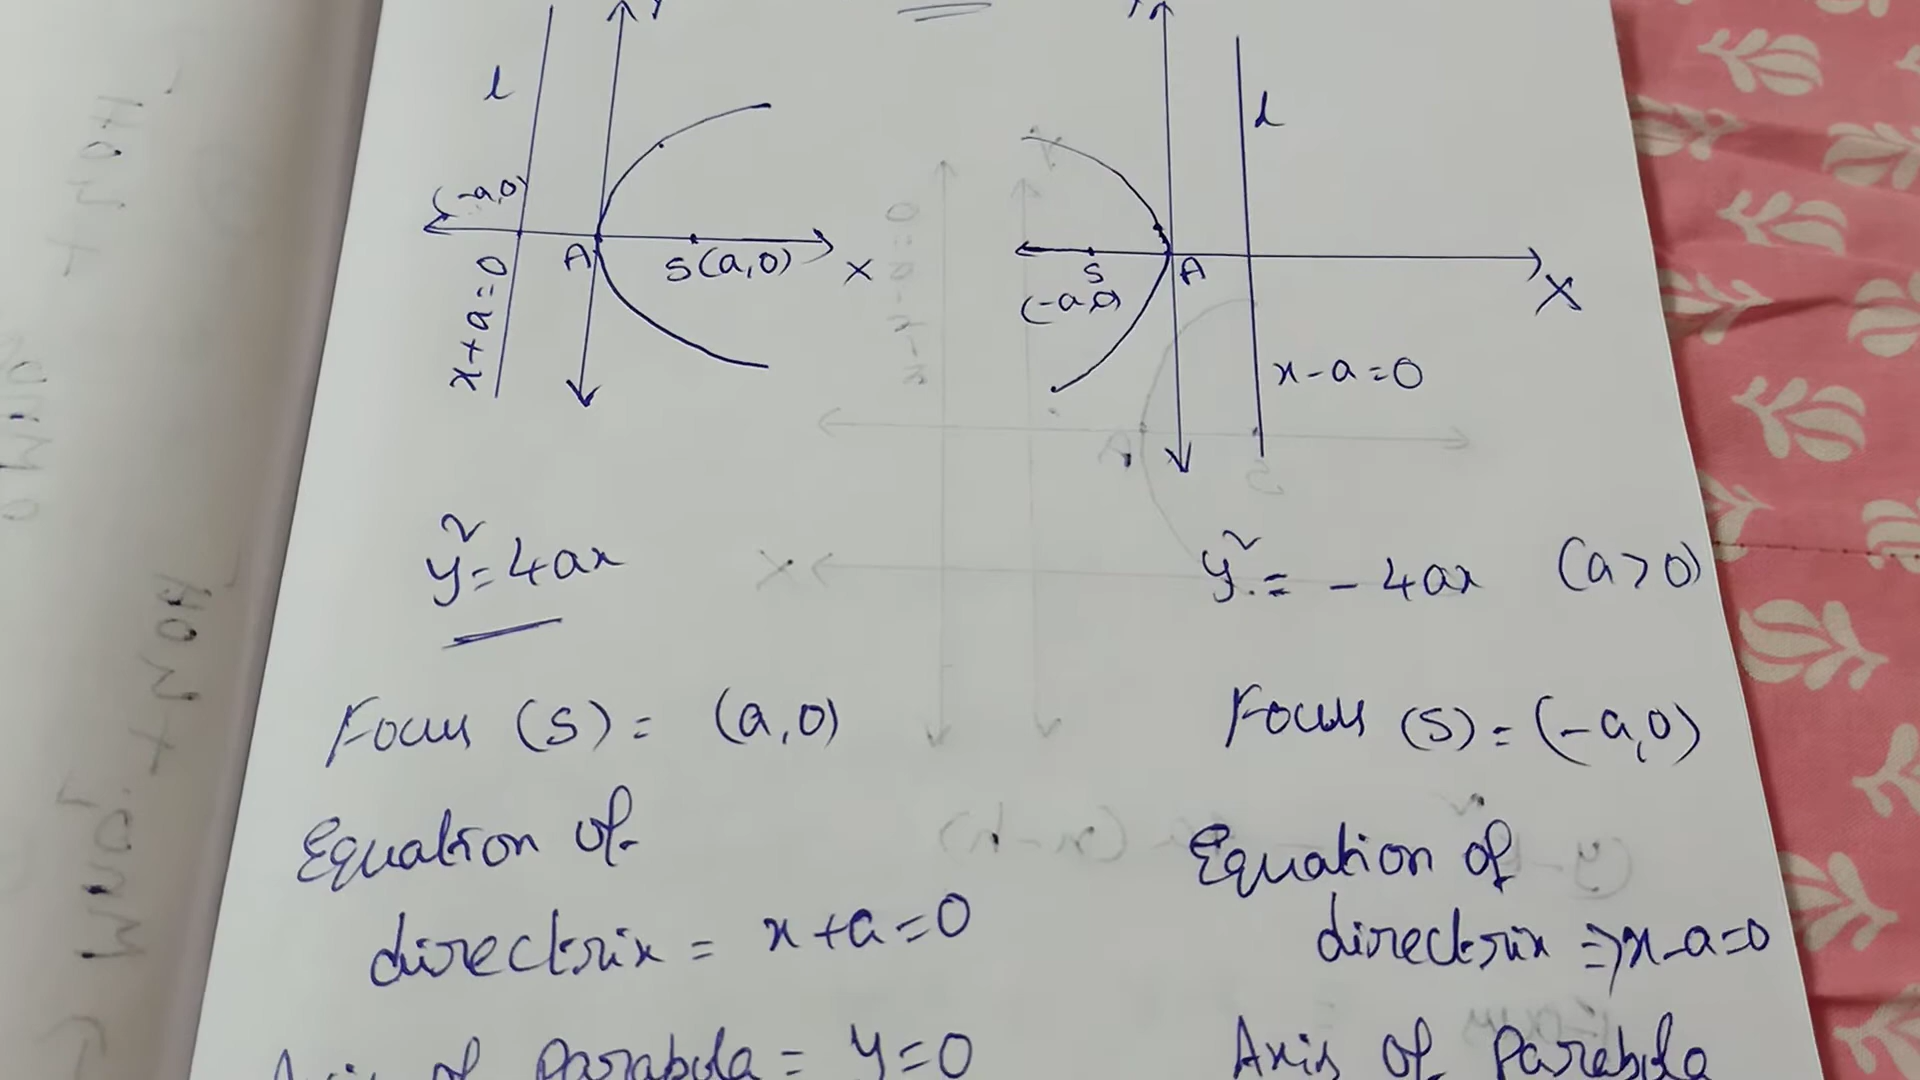 l
(-a,0)
A
S(a,0)
X
x+a=0
y²=4ax
Focus (S) = (a,0)
Equation of
directrix = x+a=0
Axis of parabola = y=0
l
S
(-a,0)
A
X
x-a=0
y² = -4ax (a>0)
Focus (S) = (-a,0)
Equation of
directrix ⇒ x-a=0
Axis of Parabola